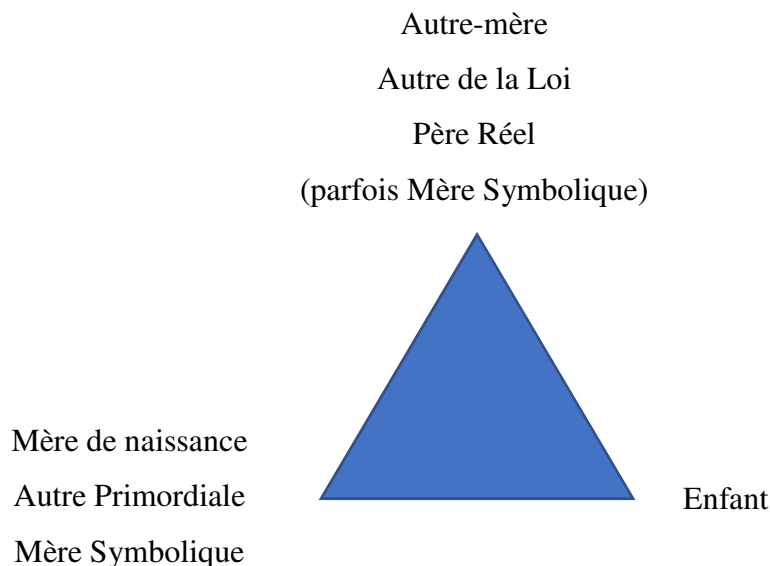 Autre-mère
Autre de la Loi
Père Réel
(parfois Mère Symbolique)
Mère de naissance
Autre Primordiale
Mère Symbolique
Enfant